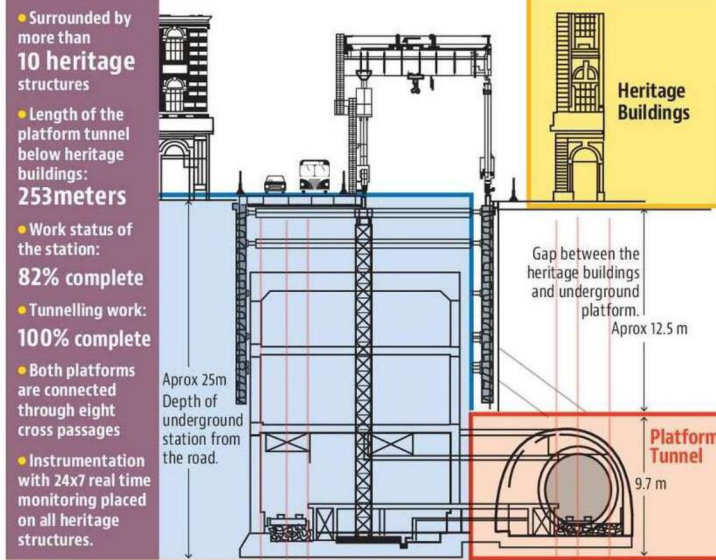 • Surrounded by
more than
10 heritage
structures
• Length of the
platform tunnel
below heritage
buildings:
253meters
• Work status of
the station:
82% complete
• Tunnelling work:
100% complete
• Both platforms
are connected
through eight
cross passages
• Instrumentation
with 24x7 real time
monitoring placed
on all heritage
structures.
Heritage
Buildings
Gap between the
heritage buildings
and underground
platform.
Aprox 12.5 m
Aprox 25m
Depth of
underground
station from
the road.
Platform
Tunnel
9.7 m